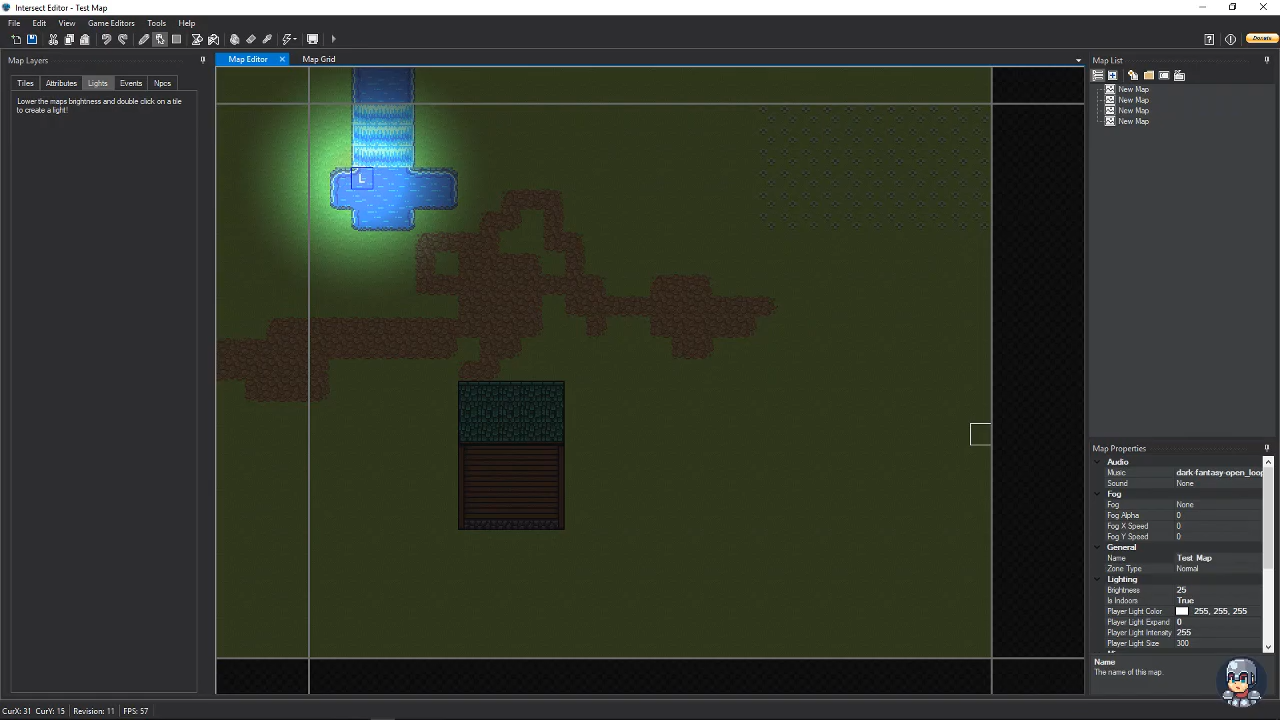 Intersect Editor - Test Map
File Edit View Game Editors Tools Help
Donate
Map Layers
Tiles Attributes Lights Events Npcs
Lower the maps brightness and double click on a tile
to create a light!
Map Editor Map Grid
L
Map List
New Map
New Map
New Map
New Map
Map Properties
Audio
Music dark-fantasy-open_loop
Sound None
Fog
Fog None
Fog Alpha 0
Fog X Speed 0
Fog Y Speed 0
General
Name Test Map
Zone Type Normal
Lighting
Brightness 25
Is Indoors True
Player Light Color 255, 255, 255
Player Light Expand 0
Player Light Intensity 255
Player Light Size 300
Name
The name of this map.
CurX: 31 CurY: 15 Revision: 11 FPS: 57